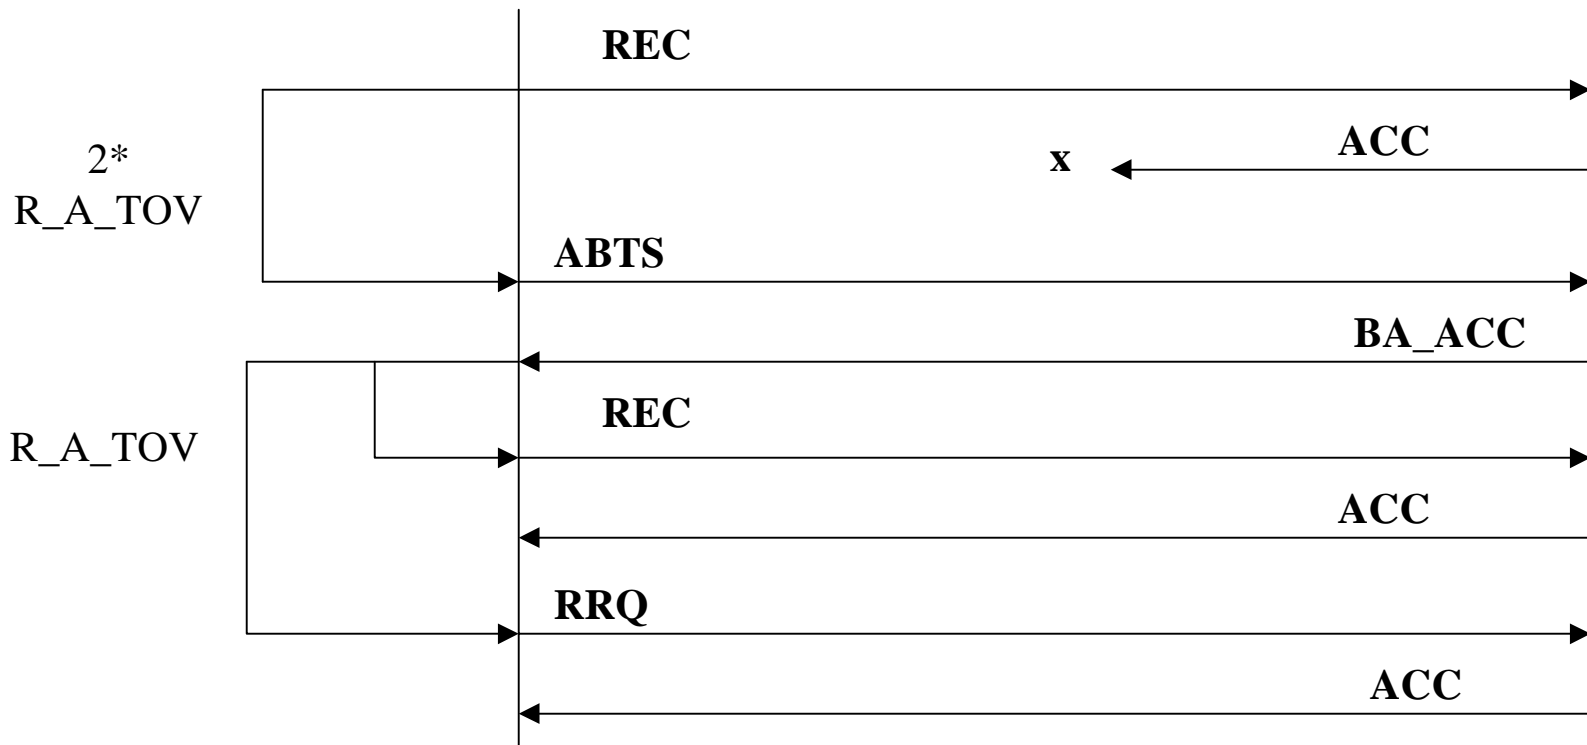 REC
ACC
x
2*
R_A_TOV
ABTS
BA_ACC
REC
R_A_TOV
ACC
RRQ
ACC